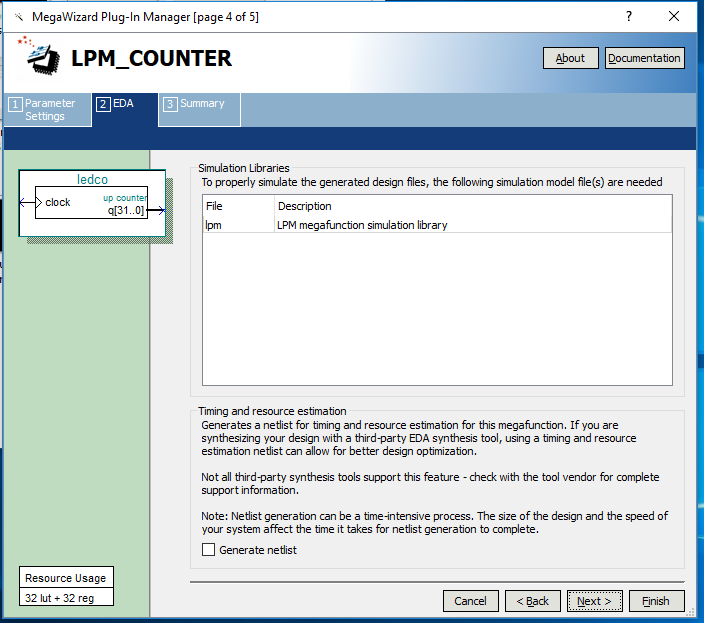 MegaWizard Plug-In Manager [page 4 of 5]
?
LPM_COUNTER
About
Documentation
1 Parameter Settings
2 EDA
3 Summary
ledco
up counter
clock
q[31..0]
Simulation Libraries
To properly simulate the generated design files, the following simulation model file(s) are needed
File Description
lpm LPM megafunction simulation library
Timing and resource estimation
Generates a netlist for timing and resource estimation for this megafunction. If you are
synthesizing your design with a third-party EDA synthesis tool, using a timing and resource
estimation netlist can allow for better design optimization.
Not all third-party synthesis tools support this feature - check with the tool vendor for complete
support information.
Note: Netlist generation can be a time-intensive process. The size of the design and the speed of
your system affect the time it takes for netlist generation to complete.
Generate netlist
Resource Usage
32 lut + 32 reg
Cancel
< Back
Next >
Finish